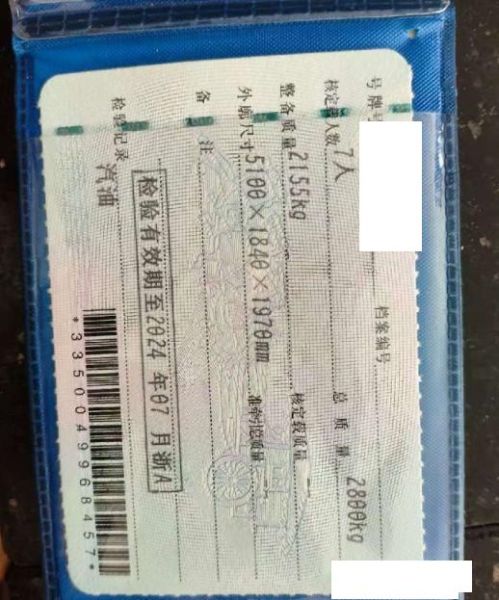 号牌号 档案编号
核定载人数 7人 总质量 2800kg
整备质量 2155kg 核定载质量 --
外廓尺寸 5100×1840×1970mm 准牵引总质量
备注
检验有效期至2024年07月浙A
检验记录 汽油
*3350049968457*